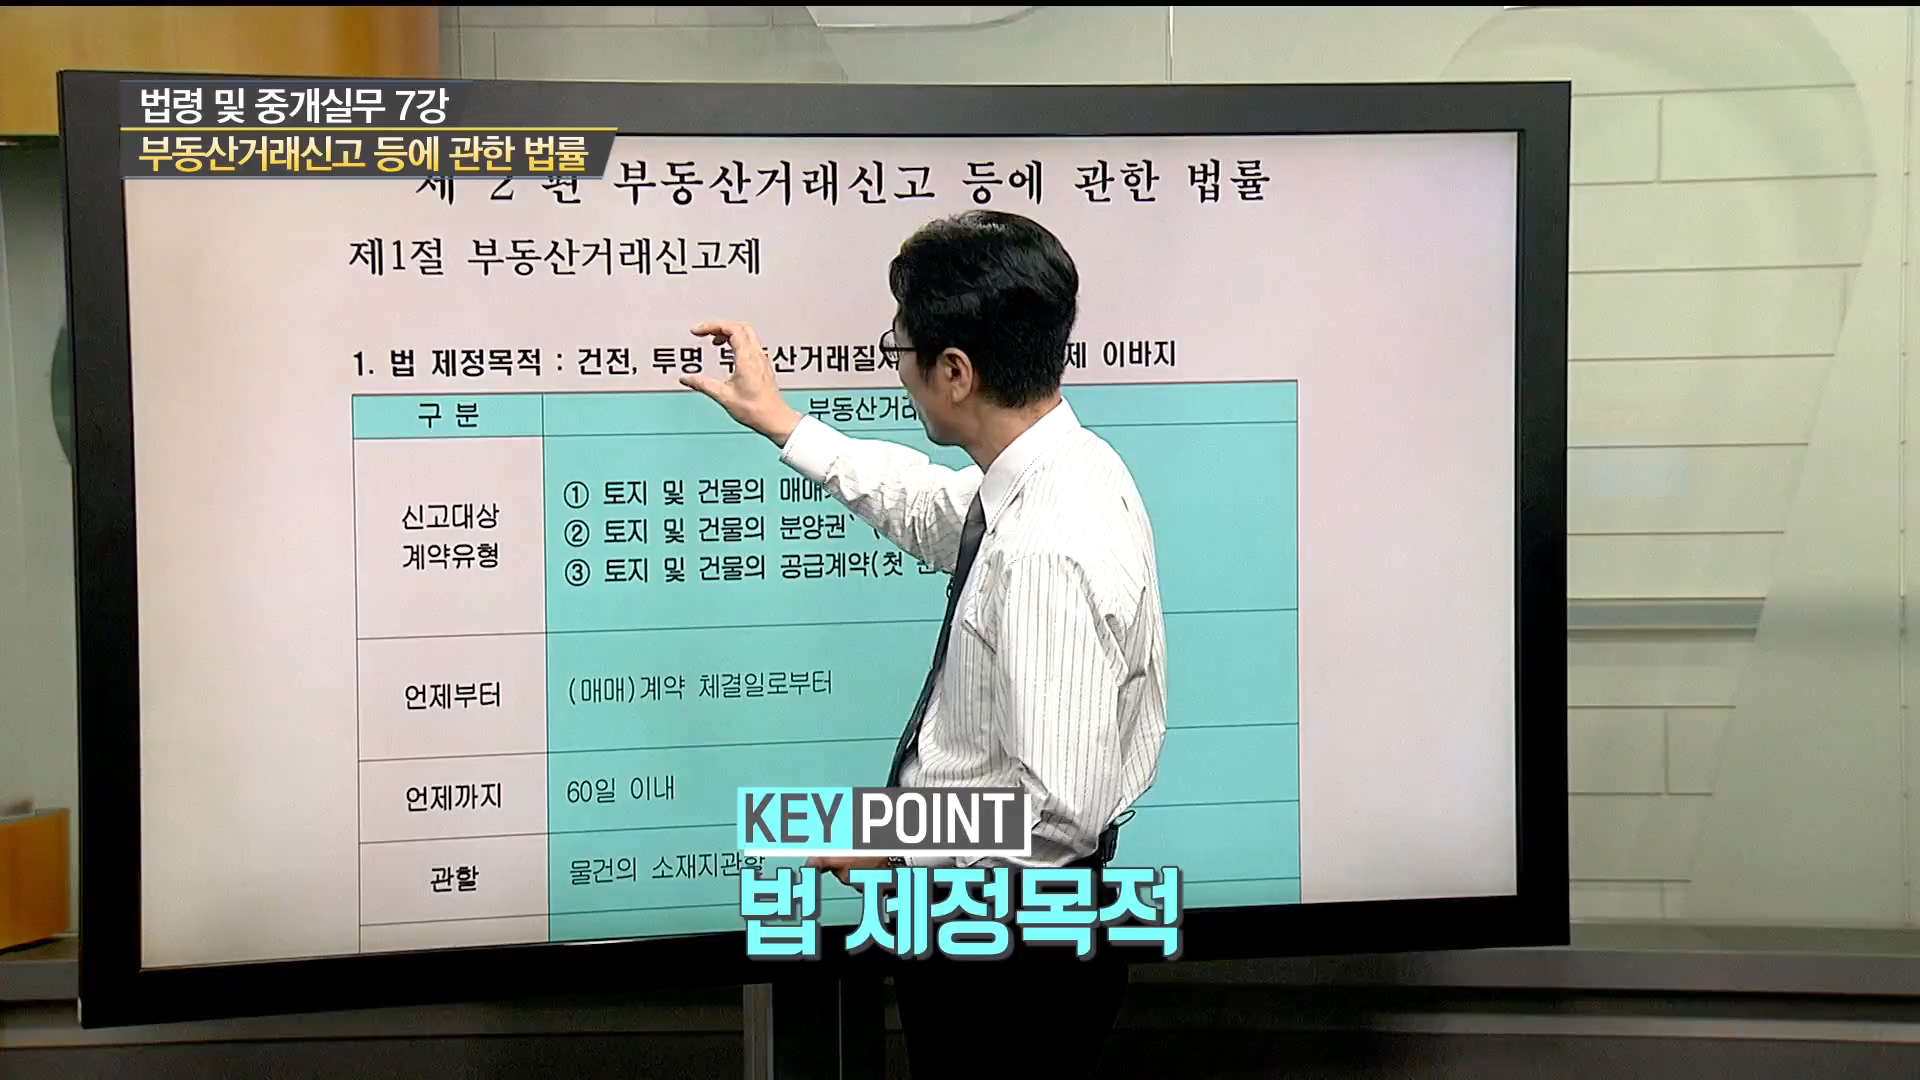 법령 및 중개실무 7강
부동산거래신고 등에 관한 법률
제 2 편 부동산거래신고 등에 관한 법률
제1절 부동산거래신고제
1. 법 제정목적 : 건전, 투명 부동산거래질서 이바지
구 분
부동산거래
신고대상
계약유형
① 토지 및 건물의 매매
② 토지 및 건물의 분양권
③ 토지 및 건물의 공급계약(첫
언제부터
(매매)계약 체결일로부터
언제까지
60일 이내
관할
물건의 소재지관할
KEY POINT
법 제정목적